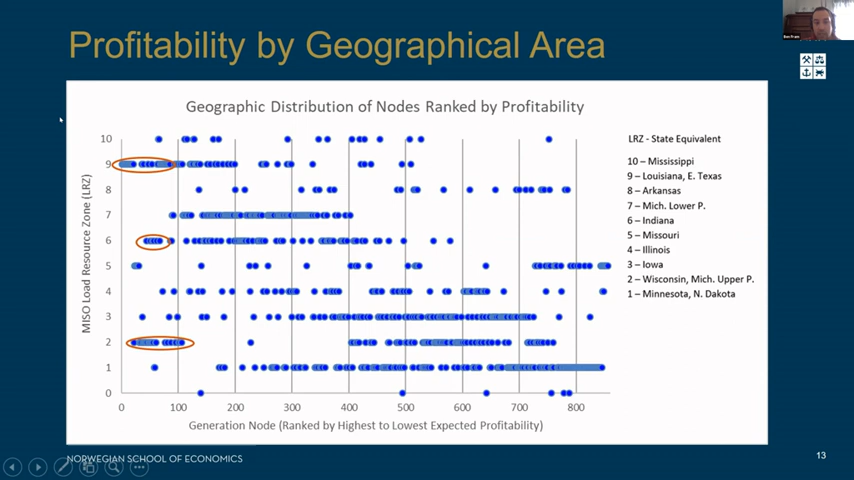 Profitability by Geographical Area
Geographic Distribution of Nodes Ranked by Profitability
MISO Load Resource Zone (LRZ)
10
9
8
7
6
5
4
3
2
1
0
0 100 200 300 400 500 600 700 800
Generation Node (Ranked by Highest to Lowest Expected Profitability)
LRZ - State Equivalent
10 – Mississippi
9 – Louisiana, E. Texas
8 – Arkansas
7 – Mich. Lower P.
6 – Indiana
5 – Missouri
4 – Illinois
3 – Iowa
2 – Wisconsin, Mich. Upper P.
1 – Minnesota, N. Dakota
NORWEGIAN SCHOOL OF ECONOMICS
13